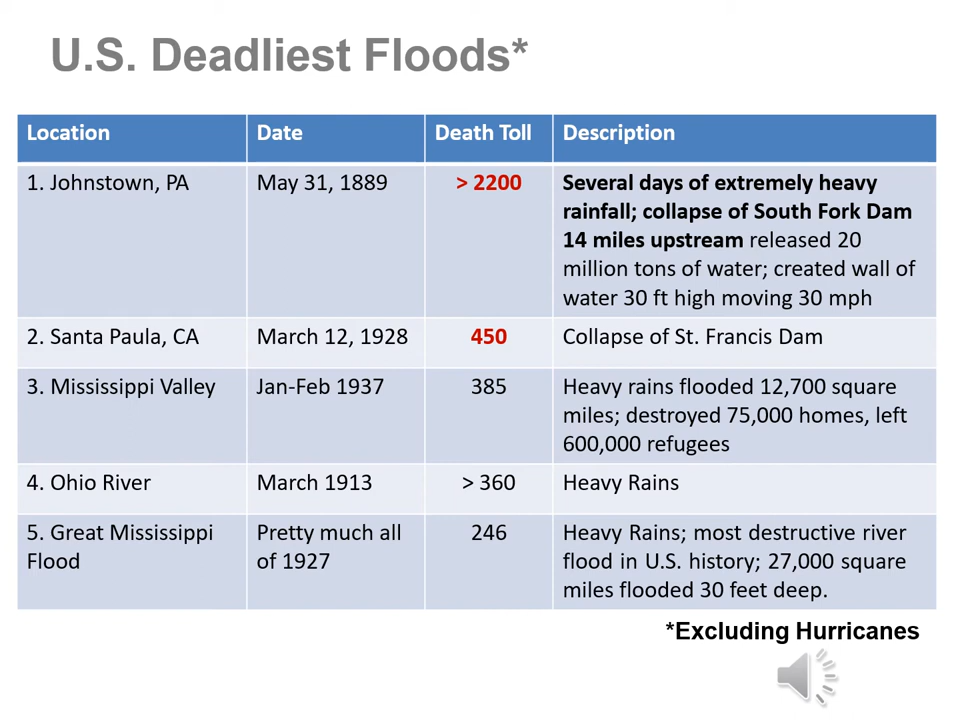 U.S. Deadliest Floods*
Location Date Death Toll Description
1. Johnstown, PA May 31, 1889 > 2200 Several days of extremely heavy
rainfall; collapse of South Fork Dam
14 miles upstream released 20
million tons of water; created wall of
water 30 ft high moving 30 mph
2. Santa Paula, CA March 12, 1928 450 Collapse of St. Francis Dam
3. Mississippi Valley Jan-Feb 1937 385 Heavy rains flooded 12,700 square
miles; destroyed 75,000 homes, left
600,000 refugees
4. Ohio River March 1913 > 360 Heavy Rains
5. Great Mississippi Pretty much all 246 Heavy Rains; most destructive river
Flood of 1927 flood in U.S. history; 27,000 square
miles flooded 30 feet deep.
*Excluding Hurricanes